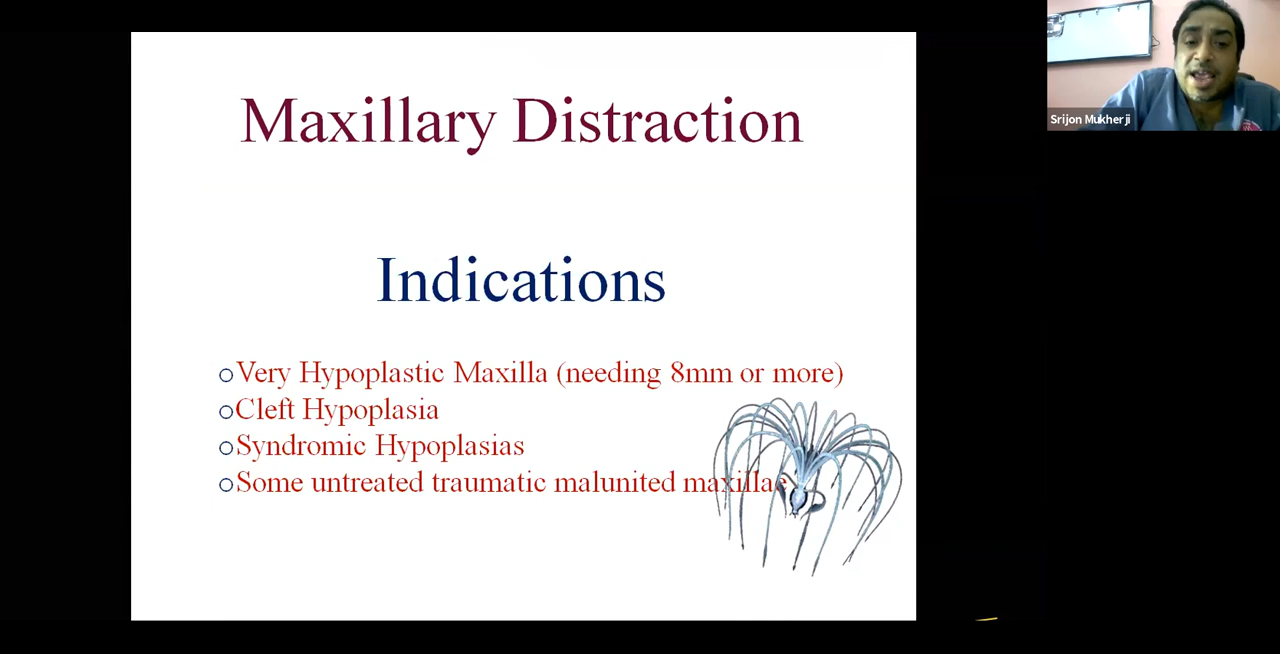 Maxillary Distraction
Indications
Very Hypoplastic Maxilla (needing 8mm or more)
Cleft Hypoplasia
Syndromic Hypoplasias
Some untreated traumatic malunited maxillae
Srijon Mukherji